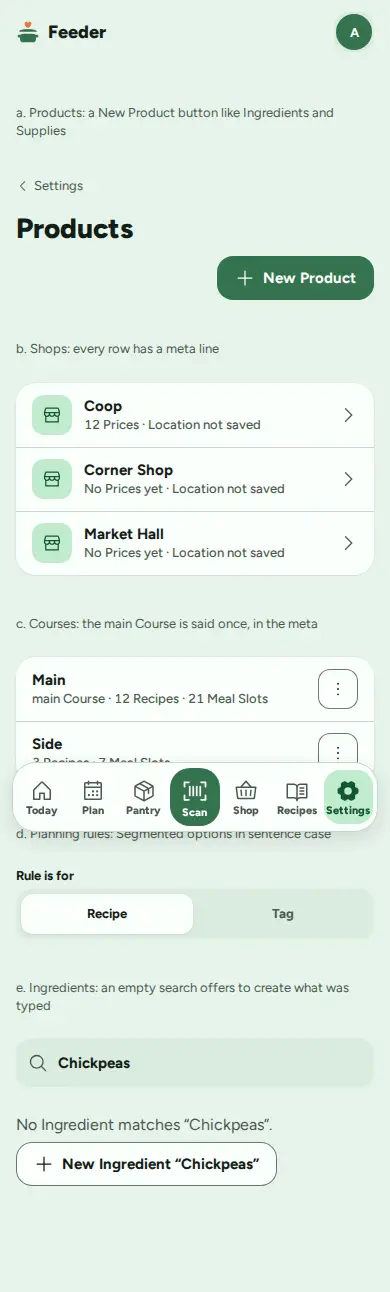 Feeder
A
a. Products: a New Product button like Ingredients and
Supplies
Settings
Products
New Product
b. Shops: every row has a meta line
Coop
12 Prices · Location not saved
Corner Shop
No Prices yet · Location not saved
Market Hall
No Prices yet · Location not saved
c. Courses: the main Course is said once, in the meta
Main
main Course · 12 Recipes · 21 Meal Slots
Side
3 Recipes · 7 Meal Slots
Today
Plan
Pantry
Scan
Shop
Recipes
Settings
d. Planning rules: Segmented options in sentence case
Rule is for
Recipe
Tag
e. Ingredients: an empty search offers to create what was
typed
Chickpeas
No Ingredient matches “Chickpeas”.
New Ingredient “Chickpeas”